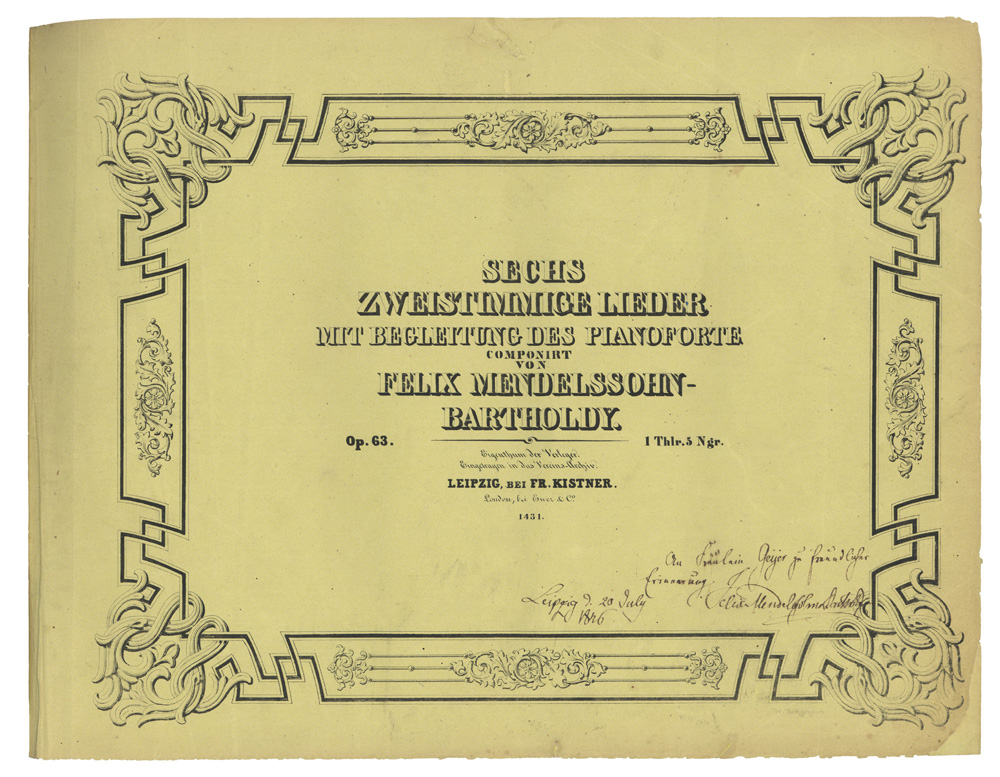 SECHS
ZWEISTIMMIGE LIEDER
MIT BEGLEITUNG DES PIANOFORTE
COMPONIRT
VON
FELIX MENDELSSOHN-
BARTHOLDY.
Op. 63. 1 Thlr. 5 Ngr.
Eigenthum der Verleger.
Eingetragen in das Vereins-Archiv.
LEIPZIG, BEI FR. KISTNER.
London, bei Ewer & Co
1431.
An Fräulein Geijer zu freundlicher
Erinnerung
Felix Mendelssohn Bartholdy
Leipzig d. 20 July
1846